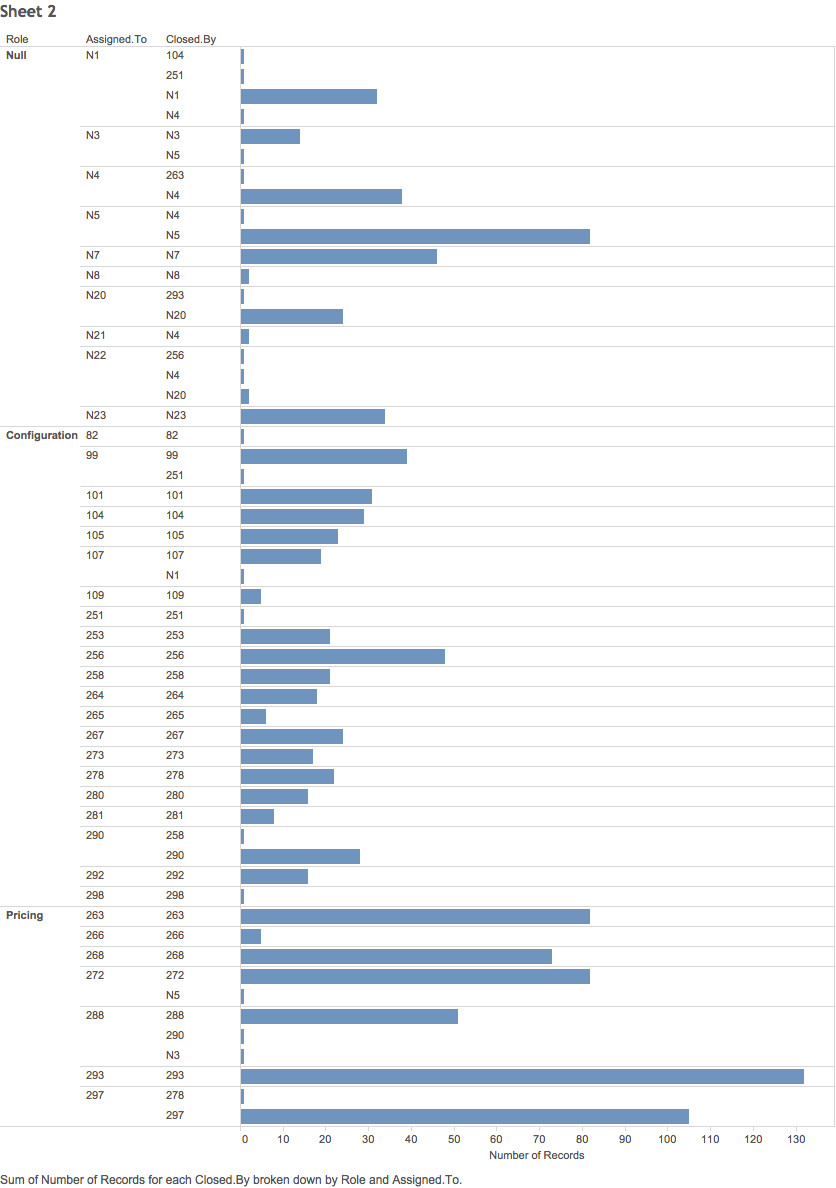 Sheet 2
Role Assigned.To Closed.By
Null N1 104
251
N1
N4
N3 N3
N5
N4 263
N4
N5 N4
N5
N7 N7
N8 N8
N20 293
N20
N21 N4
N22 256
N4
N20
N23 N23
Configuration 82 82
99 99
251
101 101
104 104
105 105
107 107
N1
109 109
251 251
253 253
256 256
258 258
264 264
265 265
267 267
273 273
278 278
280 280
281 281
290 258
290
292 292
298 298
Pricing 263 263
266 266
268 268
272 272
N5
288 288
290
N3
293 293
297 278
297
0 10 20 30 40 50 60 70 80 90 100 110 120 130
Number of Records
Sum of Number of Records for each Closed.By broken down by Role and Assigned.To.